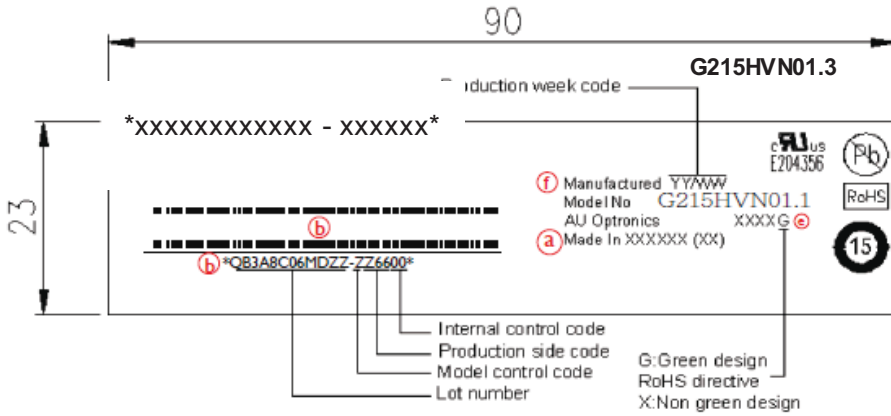 90
G215HVN01.3
Production week code
*XXXXXXXXXXXX - XXXXXX*
23
c RU us
E204356
Pb
f Manufactured YY/WW
Model No G215HVN01.1
RoHS
AU Optronics XXXXG e
a Made In XXXXXX (XX)
15
b
b *QB3A8C06MDZZ-ZZ6600*
Internal control code
Production side code
Model control code
Lot number
G:Green design
RoHS directive
X:Non green design